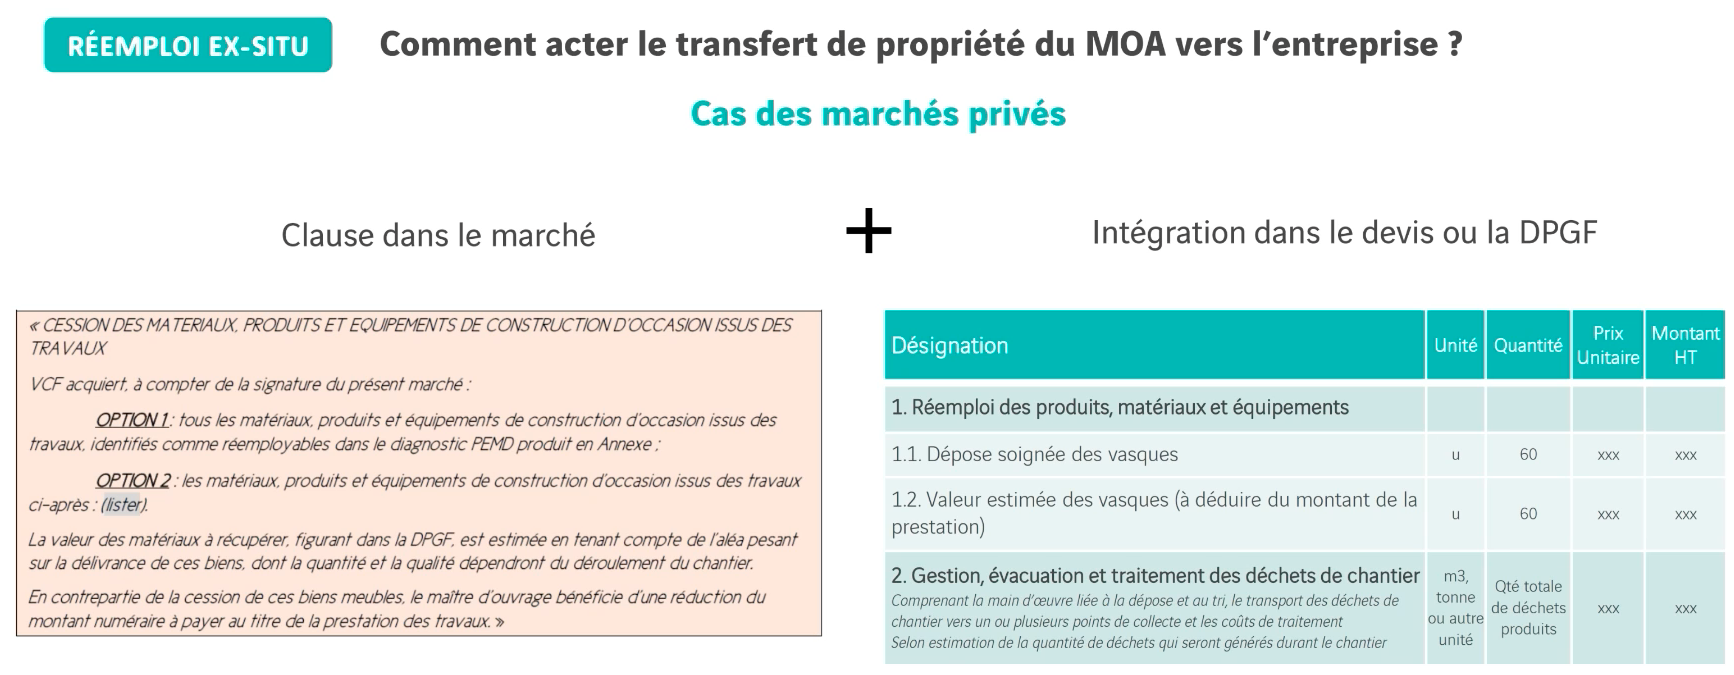 RÉEMPLOI EX-SITU
Comment acter le transfert de propriété du MOA vers l'entreprise ?
Cas des marchés privés
Clause dans le marché
+
Intégration dans le devis ou la DPGF
« CESSION DES MATERIAUX, PRODUITS ET EQUIPEMENTS DE CONSTRUCTION D'OCCASION ISSUS DES
TRAVAUX
VCF acquiert, à compter de la signature du présent marché :
OPTION 1 : tous les matériaux, produits et équipements de construction d'occasion issus des
travaux, identifiés comme réemployables dans le diagnostic PEMD produit en Annexe ;
OPTION 2 : les matériaux, produits et équipements de construction d'occasion issus des travaux
ci-après : (lister).
La valeur des matériaux à récupérer, figurant dans la DPGF, est estimée en tenant compte de l'aléa pesant
sur la délivrance de ces biens, dont la quantité et la qualité dépendront du déroulement du chantier.
En contrepartie de la cession de ces biens meubles, le maître d'ouvrage bénéficie d'une réduction du
montant numéraire à payer au titre de la prestation des travaux. »
Désignation
Unité
Quantité
Prix
Unitaire
Montant
HT
1. Réemploi des produits, matériaux et équipements
1.1. Dépose soignée des vasques
u
60
xxx
xxx
1.2. Valeur estimée des vasques (à déduire du montant de la
prestation)
u
60
xxx
xxx
2. Gestion, évacuation et traitement des déchets de chantier
Comprenant la main d'œuvre liée à la dépose et au tri, le transport des déchets de
chantier vers un ou plusieurs points de collecte et les coûts de traitement
Selon estimation de la quantité de déchets qui seront générés durant le chantier
m3,
tonne
ou autre
unité
Qté totale
de déchets
produits
xxx
xxx